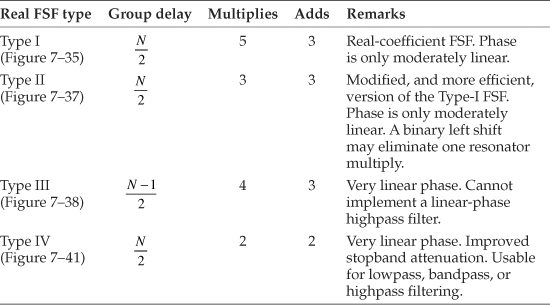 Real FSF type Group delay Multiplies Adds Remarks
Type I N/2 5 3 Real-coefficient FSF. Phase
(Figure 7–35) is only moderately linear.
Type II N/2 3 3 Modified, and more efficient,
(Figure 7–37) version of the Type-I FSF.
Phase is only moderately
linear. A binary left shift
may eliminate one resonator
multiply.
Type III N−1/2 4 3 Very linear phase. Cannot
(Figure 7–38) implement a linear-phase
highpass filter.
Type IV N/2 2 2 Very linear phase. Improved
(Figure 7–41) stopband attenuation. Usable
for lowpass, bandpass, or
highpass filtering.